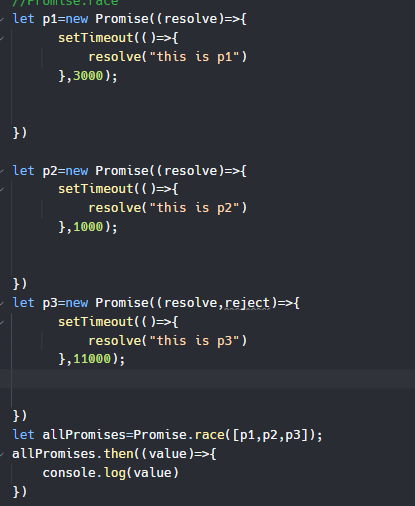 //Promise.race
let p1=new Promise((resolve)=>{
setTimeout(()=>{
resolve("this is p1")
},3000);
})
let p2=new Promise((resolve)=>{
setTimeout(()=>{
resolve("this is p2")
},1000);
})
let p3=new Promise((resolve,reject)=>{
setTimeout(()=>{
resolve("this is p3")
},11000);
})
let allPromises=Promise.race([p1,p2,p3]);
allPromises.then((value)=>{
console.log(value)
})